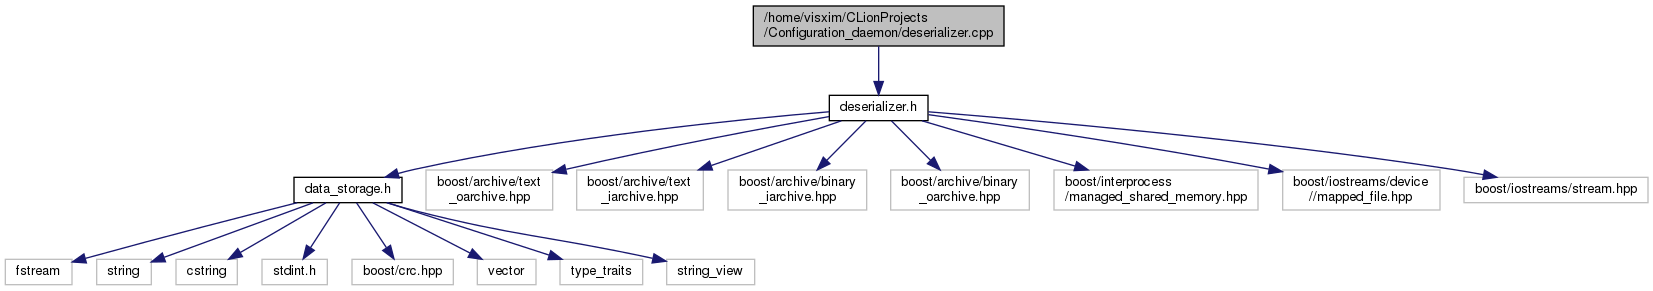 /home/visxim/CLionProjects
/Configuration_daemon/deserializer.cpp
deserializer.h
data_storage.h
boost/archive/text
_oarchive.hpp
boost/archive/text
_iarchive.hpp
boost/archive/binary
_iarchive.hpp
boost/archive/binary
_oarchive.hpp
boost/interprocess
/managed_shared_memory.hpp
boost/iostreams/device
//mapped_file.hpp
boost/iostreams/stream.hpp
fstream
string
cstring
stdint.h
boost/crc.hpp
vector
type_traits
string_view